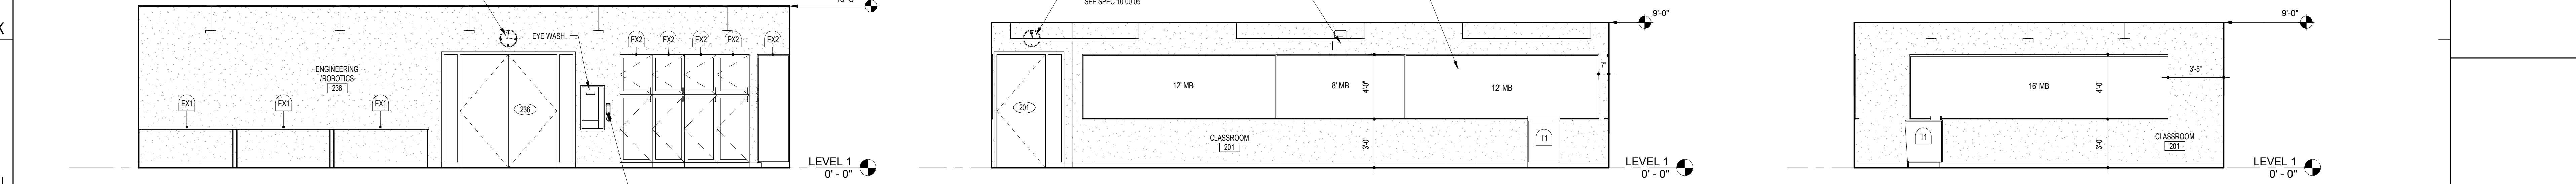 X
EX2
EX2
EX2
EX2
EX2
EYE WASH
ENGINEERING
/ROBOTICS
236
EX1
EX1
EX1
236
LEVEL 1
0' - 0"
SEE SPEC 10 00 05
9'-0"
7"
12' MB
8' MB
12' MB
4'-0"
201
CLASSROOM
201
T1
3'-0"
LEVEL 1
0' - 0"
9'-0"
3'-5"
16' MB
4'-0"
T1
CLASSROOM
201
3'-0"
LEVEL 1
0' - 0"